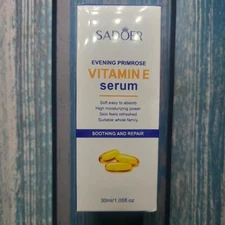 SADOER
EVENING PRIMROSE
VITAMIN E
serum
Soft easy to absorb
High moisturizing power
Skin feels refreshed
Suitable whole family
SOOTHING AND REPAIR
30ml/1.05fl.oz